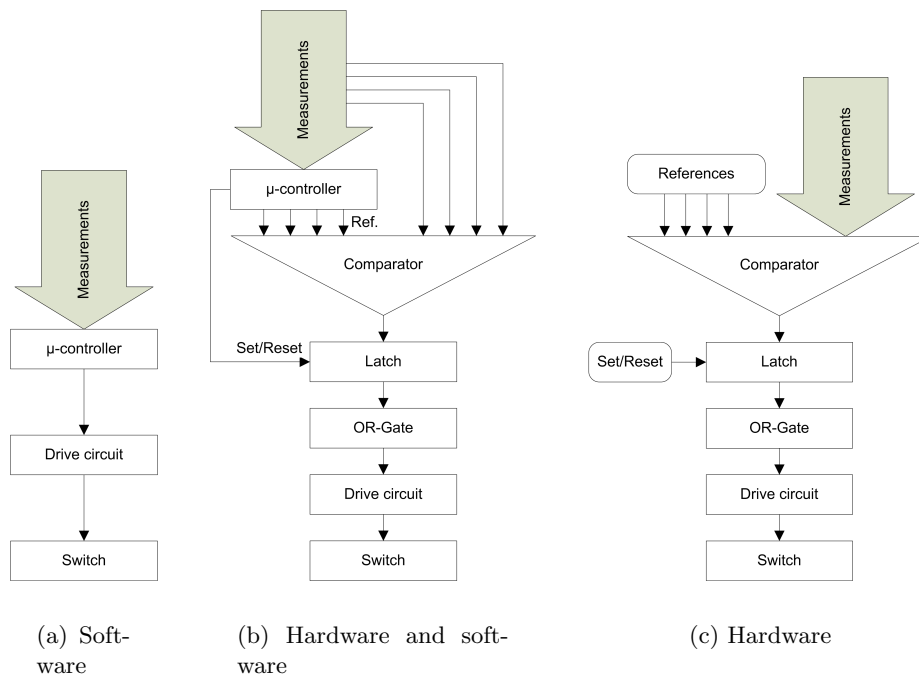 Measurements
µ-controller
Drive circuit
Switch
(a) Soft-
ware
Measurements
µ-controller
Ref.
Comparator
Set/Reset
Latch
OR-Gate
Drive circuit
Switch
(b) Hardware and soft-
ware
References
Measurements
Comparator
Set/Reset
Latch
OR-Gate
Drive circuit
Switch
(c) Hardware